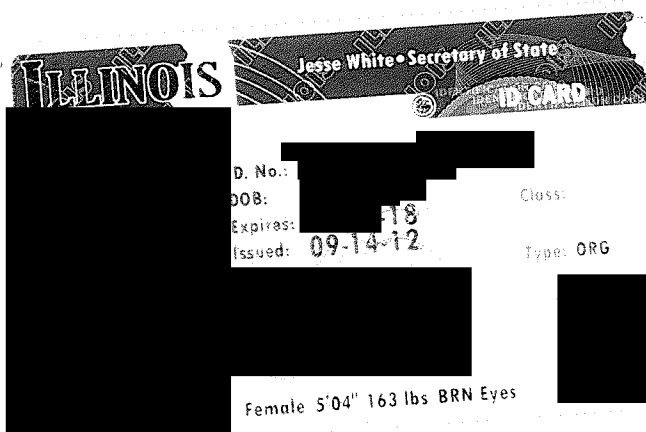 ILLINOIS
Jesse White • Secretary of State
ID CARD
D. No.:
DOB:
Class:
Expires: -18
Issued: 09-14-12
Type: ORG
Female 5'04" 163 lbs BRN Eyes